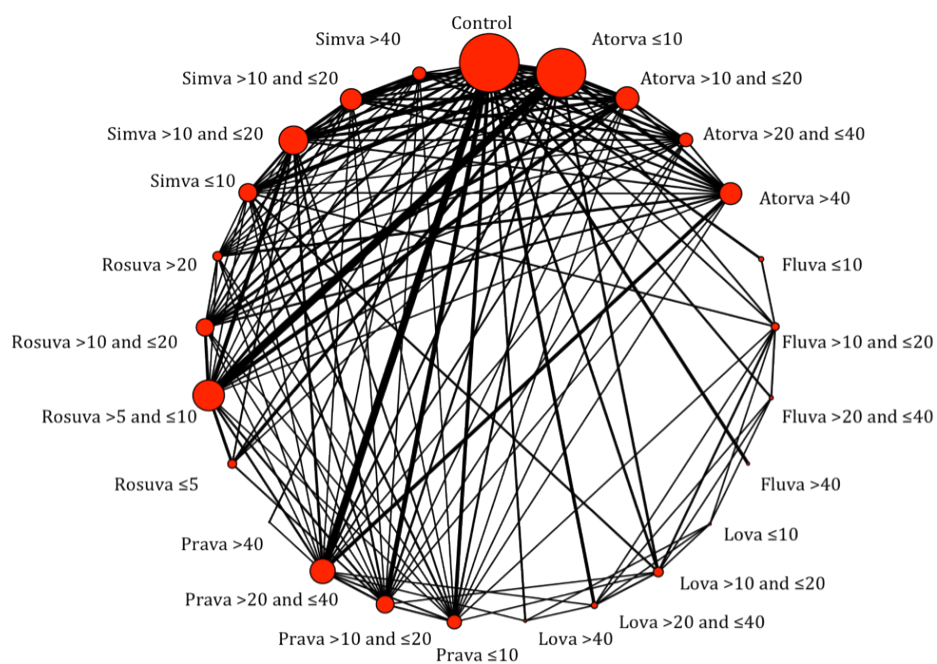 Control
Atorva ≤10
Atorva >10 and ≤20
Atorva >20 and ≤40
Atorva >40
Fluva ≤10
Fluva >10 and ≤20
Fluva >20 and ≤40
Fluva >40
Lova ≤10
Lova >10 and ≤20
Lova >20 and ≤40
Lova >40
Prava ≤10
Prava >10 and ≤20
Prava >20 and ≤40
Prava >40
Rosuva ≤5
Rosuva >5 and ≤10
Rosuva >10 and ≤20
Rosuva >20
Simva ≤10
Simva >10 and ≤20
Simva >10 and ≤20
Simva >40